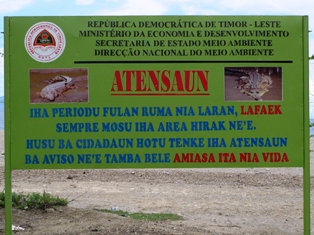 REPÚBLICA DEMOCRÁTICA DE TIMOR - LESTE
MINISTÉRIO DA ECONOMIA E DESENVOLVIMENTO
SECRETARIA DE ESTADO MEIO AMBIENTE
DIRECÇÃO NACIONAL DO MEIO AMBIENTE
ATENSAUN
IHA PERIODU FULAN RUMA NIA LARAN, LAFAEK
SEMPRE MOSU IHA AREA HIRAK NE'E.
HUSU BA CIDADAUN HOTU TENKE IHA ATENSAUN
BA AVISO NE'E TAMBA BELE AMIASA ITA NIA VIDA